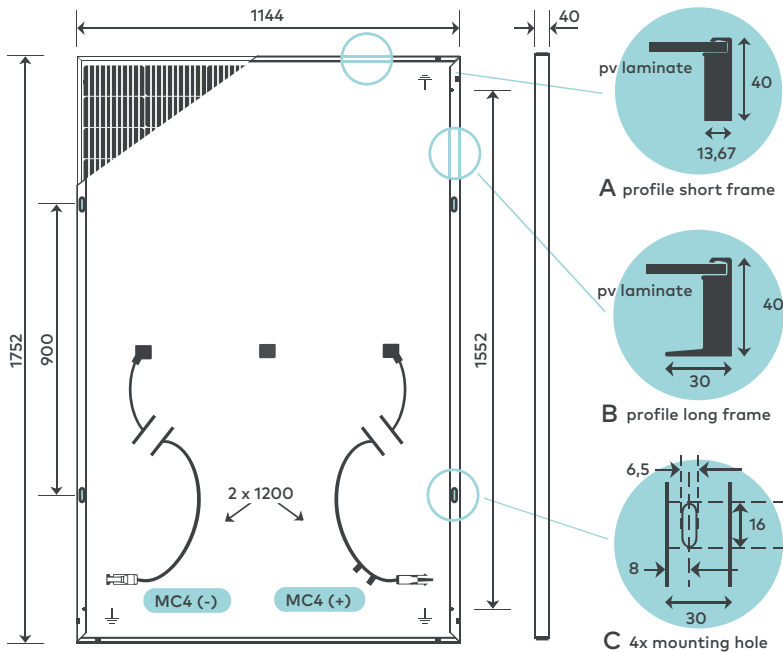 1144
40
pv laminate
40
13,67
A profile short frame
1752
900
1552
pv laminate
40
30
B profile long frame
2 x 1200
MC4 (-)
MC4 (+)
6,5
16
8
30
C 4x mounting hole